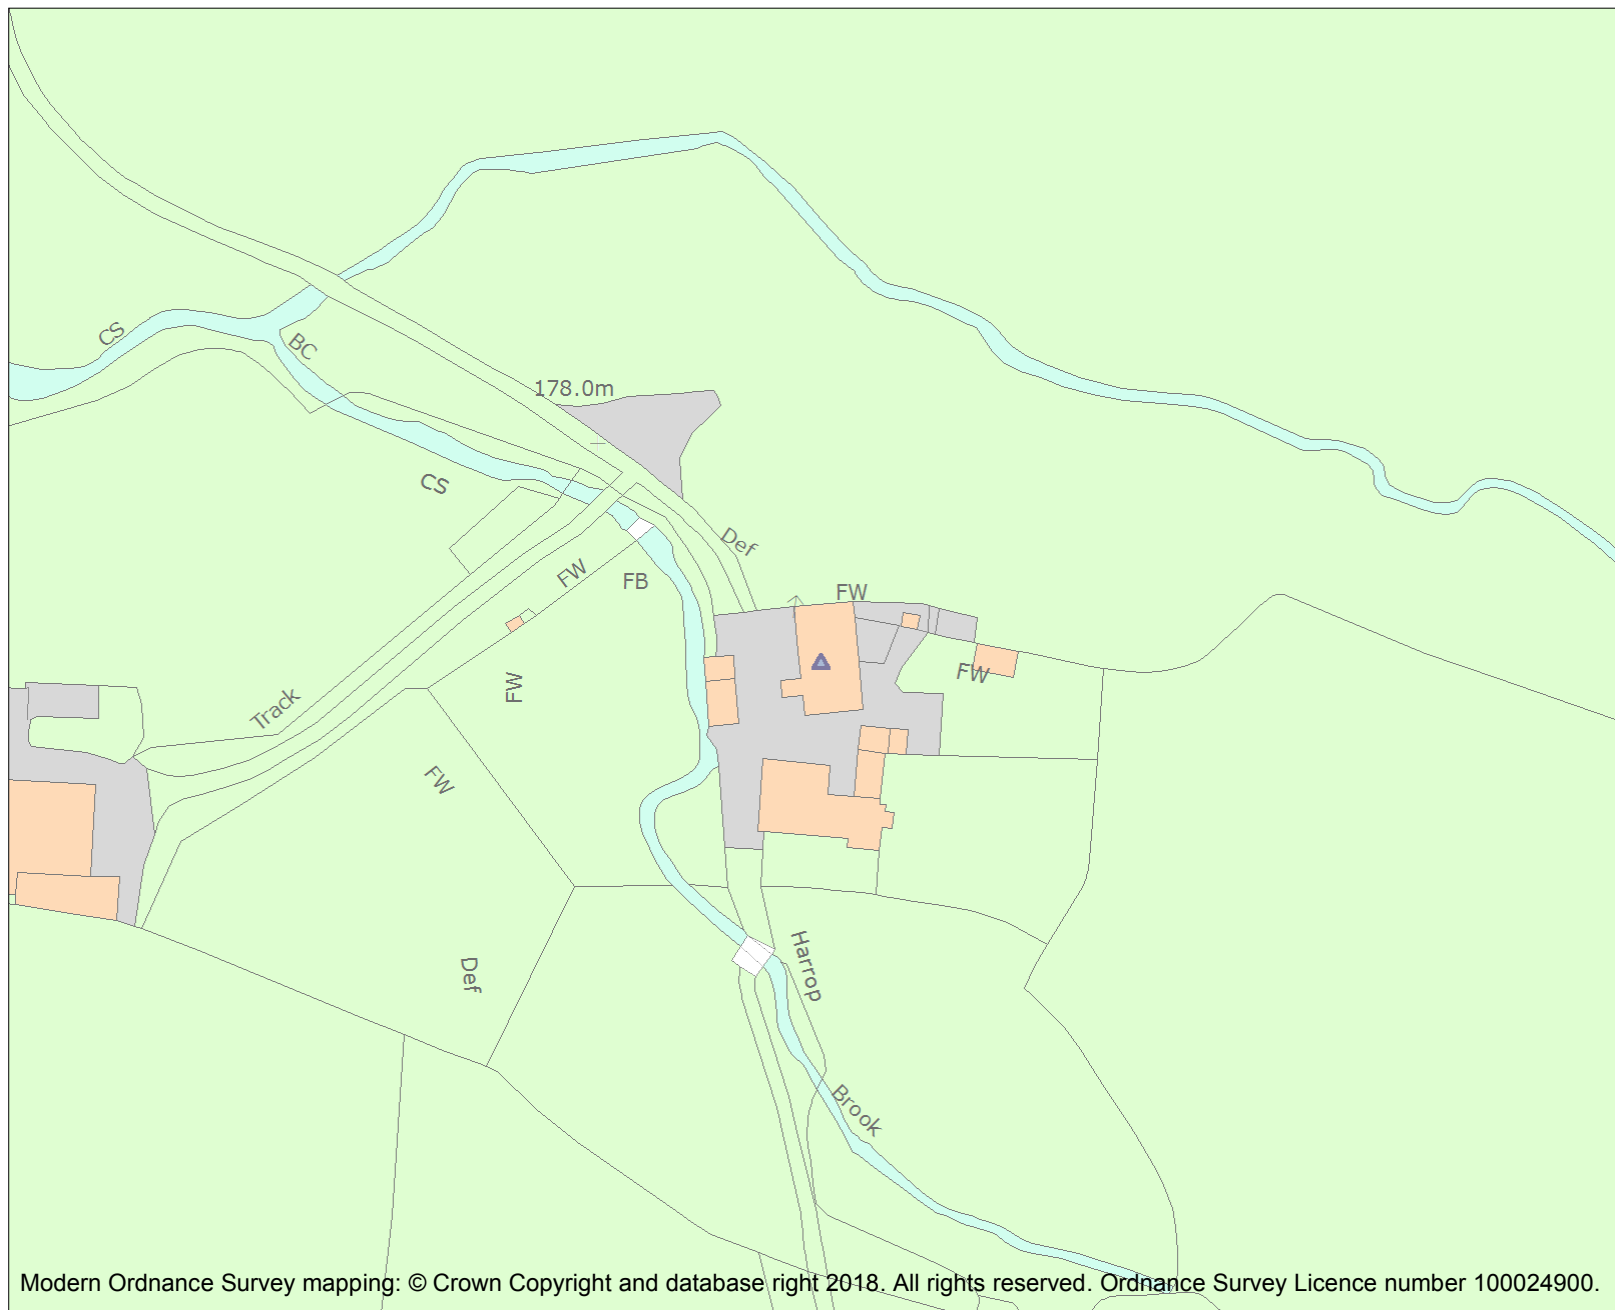 CS
BC
178.0m
CS
Def
FW
FB
FW
FW
FW
Track
FW
Def
Harrop
Brook
Modern Ordnance Survey mapping: © Crown Copyright and database right 2018. All rights reserved. Ordnance Survey Licence number 100024900.